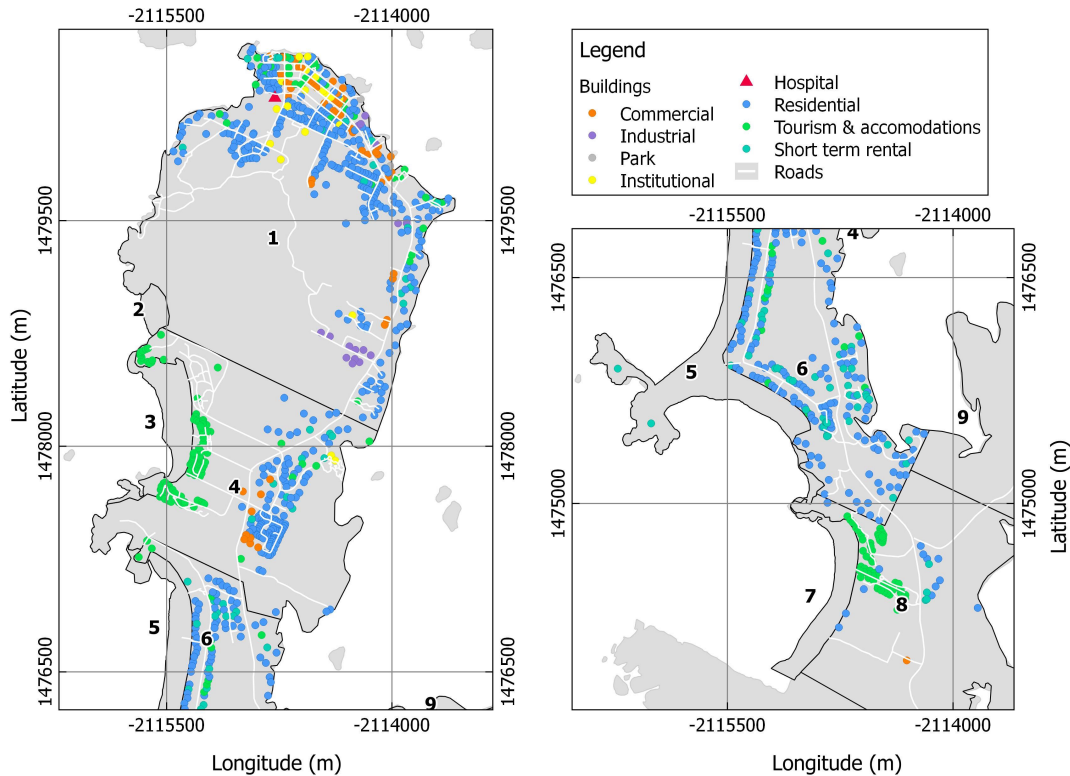 -2115500 -2114000
1479500
1478000
1476500
Latitude (m)
1
2
3
4
5
6
9
-2115500 -2114000
Longitude (m)
Legend
Buildings
Commercial
Industrial
Park
Institutional
Hospital
Residential
Tourism & accomodations
Short term rental
Roads
-2115500 -2114000
1479500
1476500
1475000
4
5
6
9
7
8
1478000
1476500
1475000
Latitude (m)
-2115500 -2114000
Longitude (m)